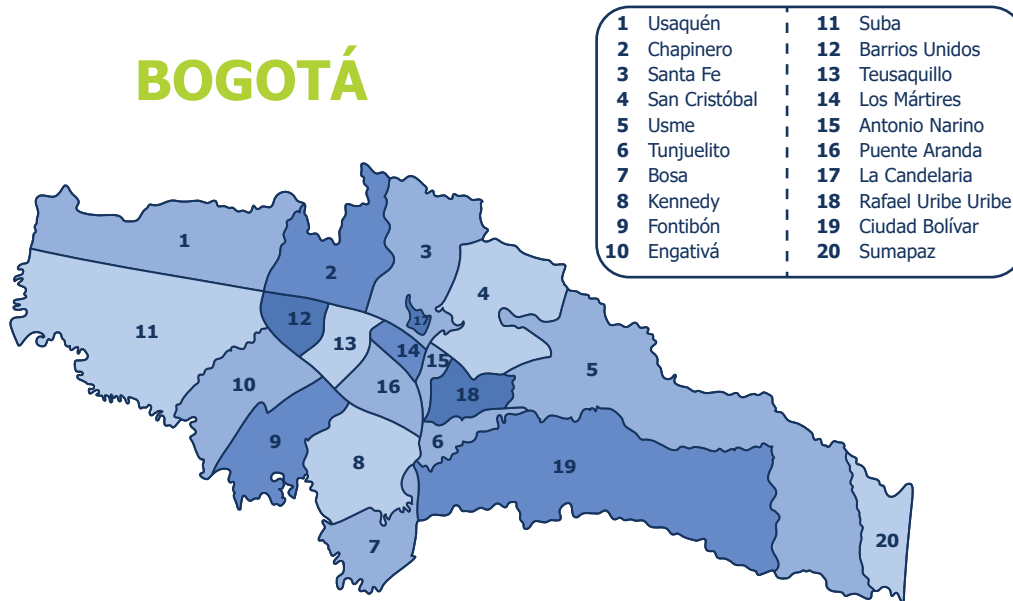 BOGOTÁ
1 Usaquén
2 Chapinero
3 Santa Fe
4 San Cristóbal
5 Usme
6 Tunjuelito
7 Bosa
8 Kennedy
9 Fontibón
10 Engativá
11 Suba
12 Barrios Unidos
13 Teusaquillo
14 Los Mártires
15 Antonio Narino
16 Puente Aranda
17 La Candelaria
18 Rafael Uribe Uribe
19 Ciudad Bolívar
20 Sumapaz
1
2
3
4
17
11
12
13
14
15
5
10
16
18
9
6
8
19
7
20